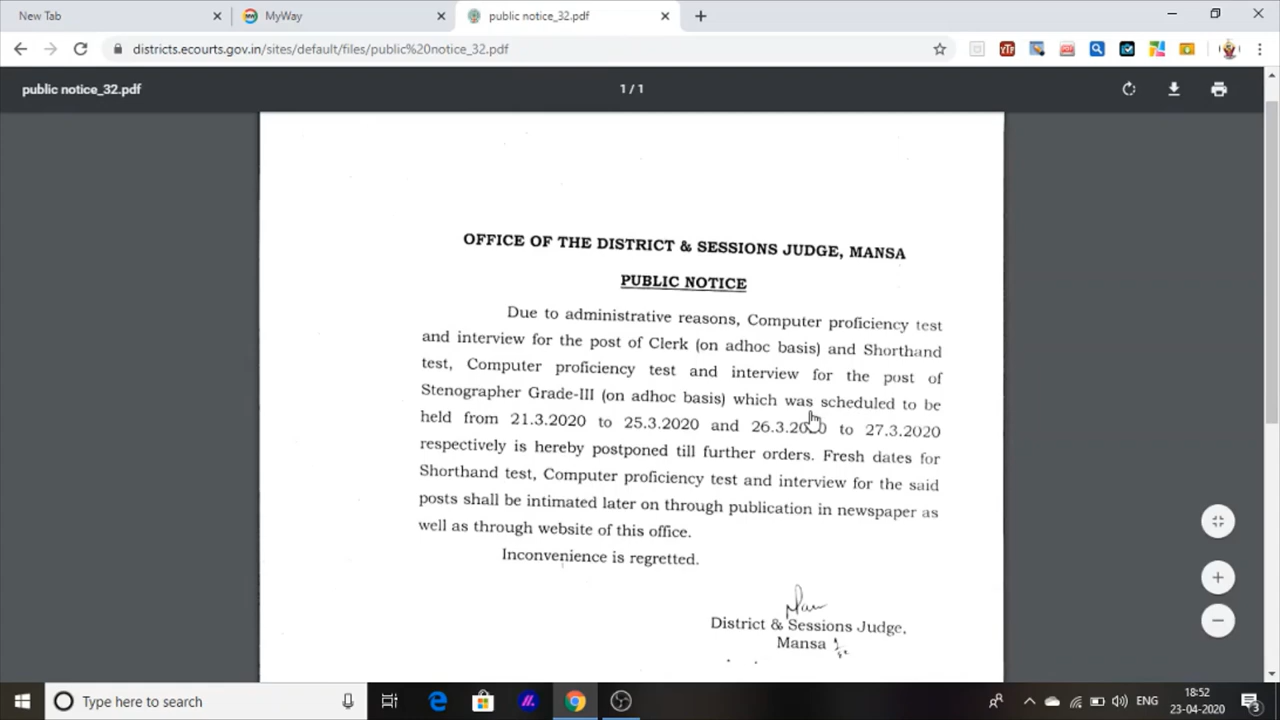 New Tab
MyWay
public notice_32.pdf
districts.ecourts.gov.in/sites/default/files/public%20notice_32.pdf
public notice_32.pdf
1 / 1
OFFICE OF THE DISTRICT & SESSIONS JUDGE, MANSA
PUBLIC NOTICE
Due to administrative reasons, Computer proficiency test
and interview for the post of Clerk (on adhoc basis) and Shorthand
test, Computer proficiency test and interview for the post of
Stenographer Grade-III (on adhoc basis) which was scheduled to be
held from 21.3.2020 to 25.3.2020 and 26.3.2020 to 27.3.2020
respectively is hereby postponed till further orders. Fresh dates for
Shorthand test, Computer proficiency test and interview for the said
posts shall be intimated later on through publication in newspaper as
well as through website of this office.
Inconvenience is regretted.
District & Sessions Judge,
Mansa
Type here to search
ENG
18:52
23-04-2020
3